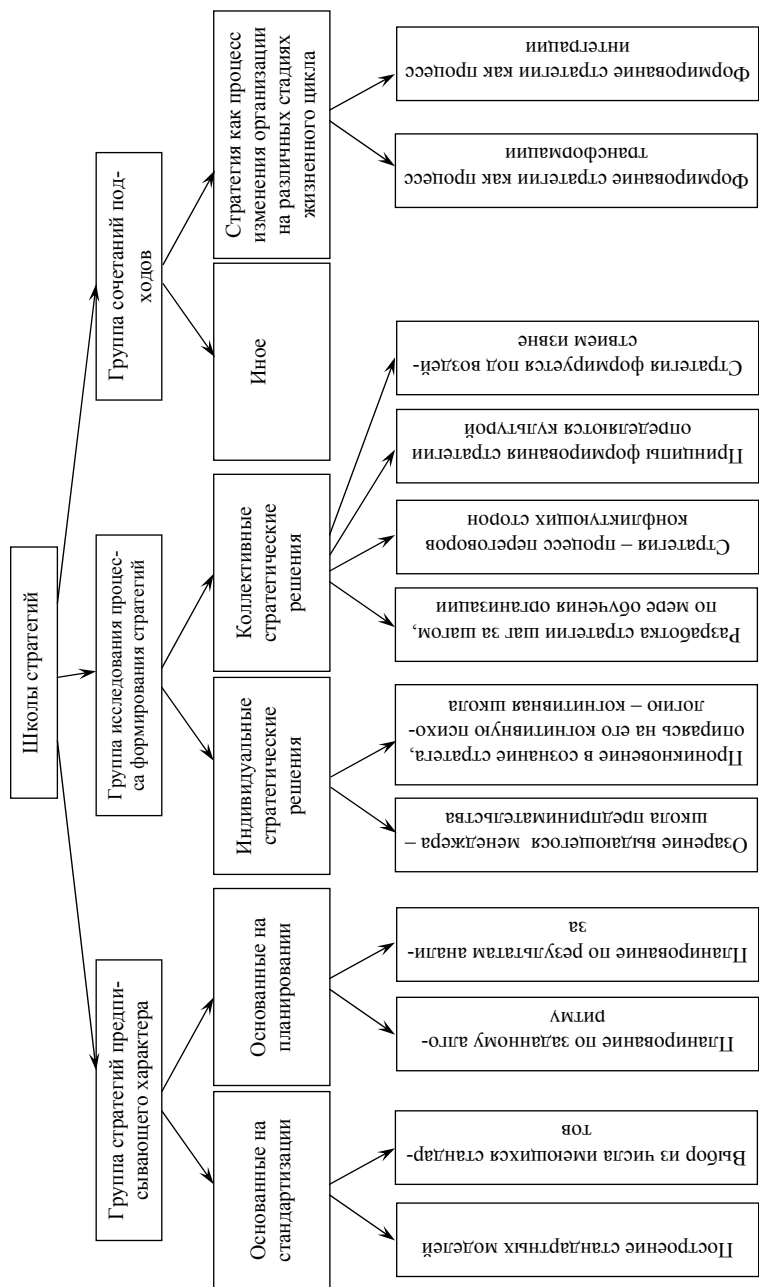 Школы стратегий
Группа стратегий предпи-
сывающего характера
Группа исследования процес-
са формирования стратегий
Группа сочетаний под-
ходов
Основанные на
стандартизации
Основанные на
планировании
Индивидуальные
стратегические
решения
Коллективные
стратегические
решения
Иное
Стратегия как процесс
изменения организации
на различных стадиях
жизненного цикла
Построение стандартных моделей
Выбор из числа имеющихся стандар-
тов
Планирование по заданному алго-
ритму
Планирование по результатам анали-
за
Озарение выдающегося менеджера –
школа предпринимательства
Проникновение в сознание стратега,
опираясь на его когнитивную психо-
логию – когнитивная школа
Разработка стратегии шаг за шагом,
по мере обучения организации
Стратегия – процесс переговоров
конфликтующих сторон
Принципы формирования стратегии
определяются культурой
Стратегия формируется под воздей-
ствием извне
Формирование стратегии как процесс
трансформации
Формирование стратегии как процесс
интеграции